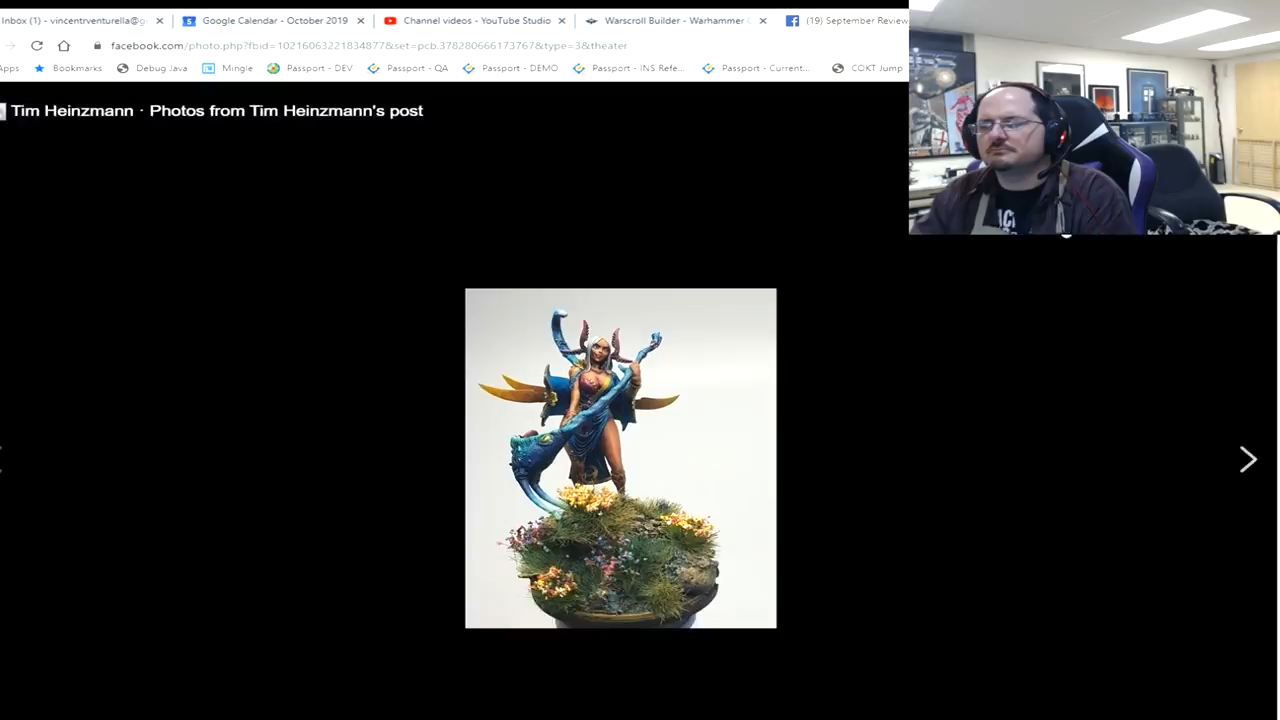 Inbox (1) - vincentrventurella@g
Google Calendar - October 2019
Channel videos - YouTube Studio
Warscroll Builder - Warhammer
(19) September Review
facebook.com/photo.php?fbid=10216063221834877&set=pcb.378280666173767&type=3&theater
Apps
Bookmarks
Debug Java
Mingle
Passport - DEV
Passport - QA
Passport - DEMO
Passport - INS Refe...
Passport - Current...
COKT Jump
Tim Heinzmann · Photos from Tim Heinzmann's post